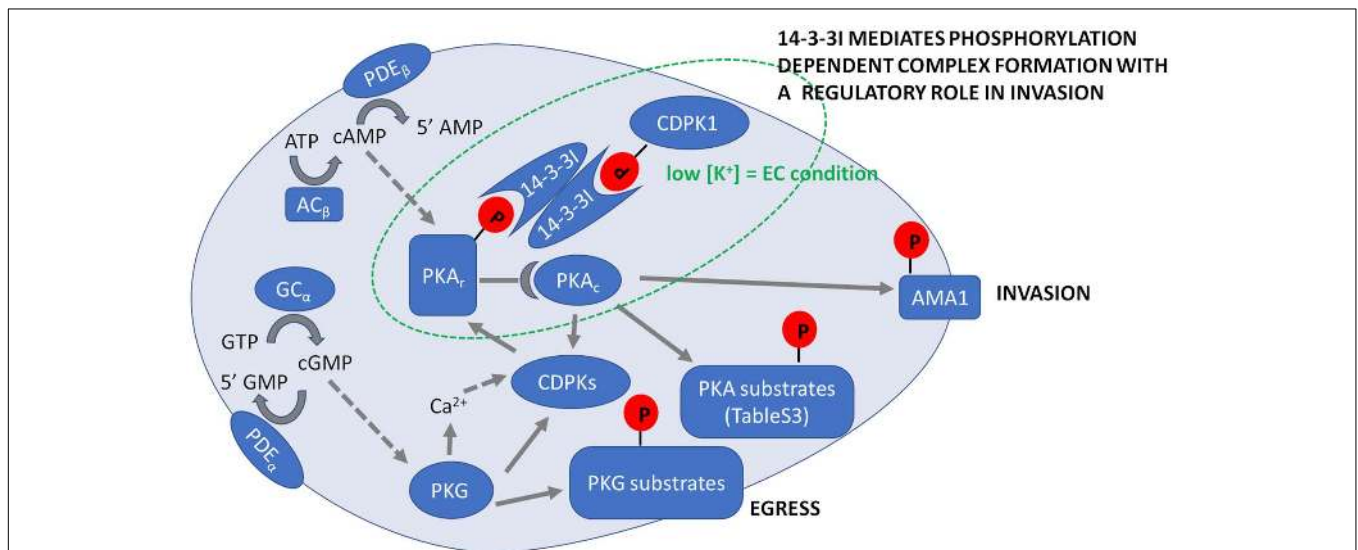 14-3-3I MEDIATES PHOSPHORYLATION
DEPENDENT COMPLEX FORMATION WITH
A REGULATORY ROLE IN INVASION
PDEβ
ATP
cAMP
5’ AMP
ACβ
CDPK1
P
14-3-3I
14-3-3I
P
low [K⁺] = EC condition
PKAr
PKAc
P
AMA1
INVASION
GCα
GTP
cGMP
5’ GMP
PDEα
Ca²⁺
CDPKs
P
PKA substrates
(TableS3)
P
PKG
PKG substrates
EGRESS